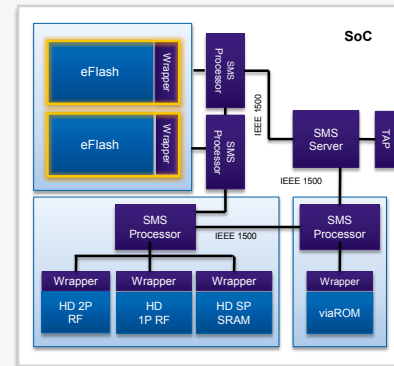 SoC
eFlash
Wrapper
SMS
Processor
eFlash
Wrapper
SMS
Processor
IEEE 1500
SMS
Server
TAP
IEEE 1500
SMS
Processor
IEEE 1500
SMS
Processor
Wrapper
Wrapper
Wrapper
Wrapper
HD 2P
RF
HD
1P RF
HD SP
SRAM
viaROM